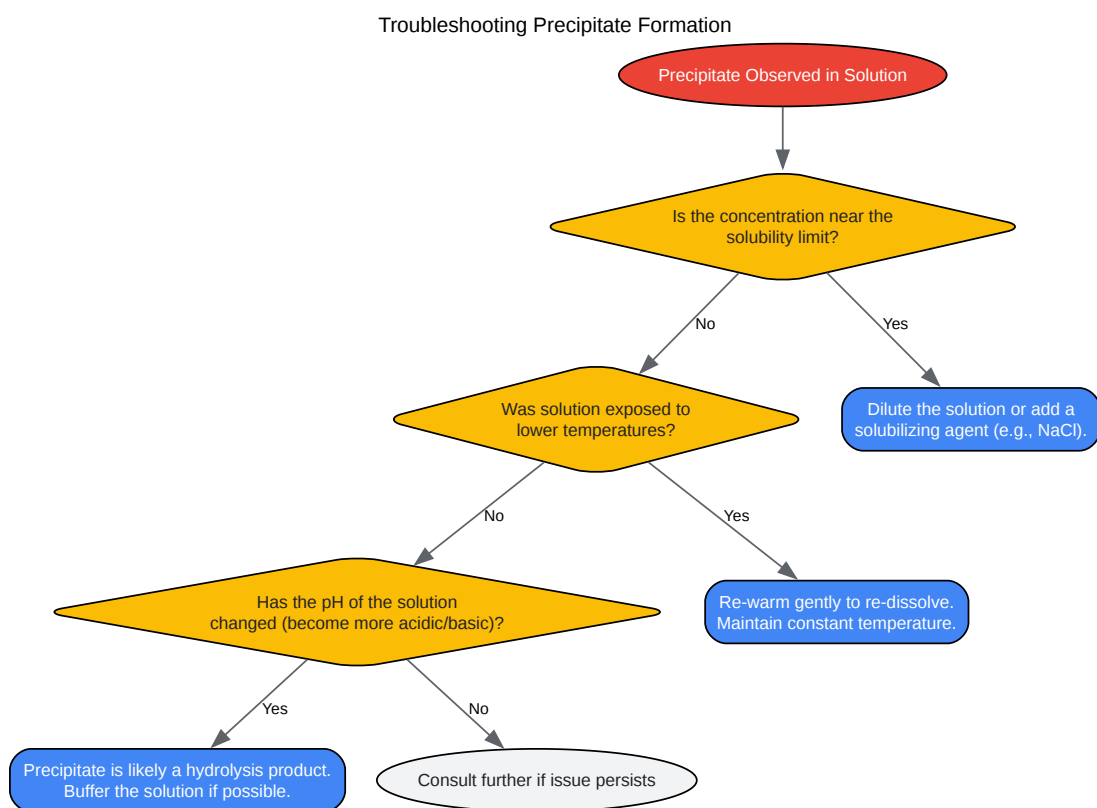 Troubleshooting Precipitate Formation
Precipitate Observed in Solution
Is the concentration near the
solubility limit?
No
Yes
Was solution exposed to
lower temperatures?
Dilute the solution or add a
solubilizing agent (e.g., NaCl).
No
Yes
Has the pH of the solution
changed (become more acidic/basic)?
Re-warm gently to re-dissolve.
Maintain constant temperature.
Yes
No
Precipitate is likely a hydrolysis product.
Buffer the solution if possible.
Consult further if issue persists